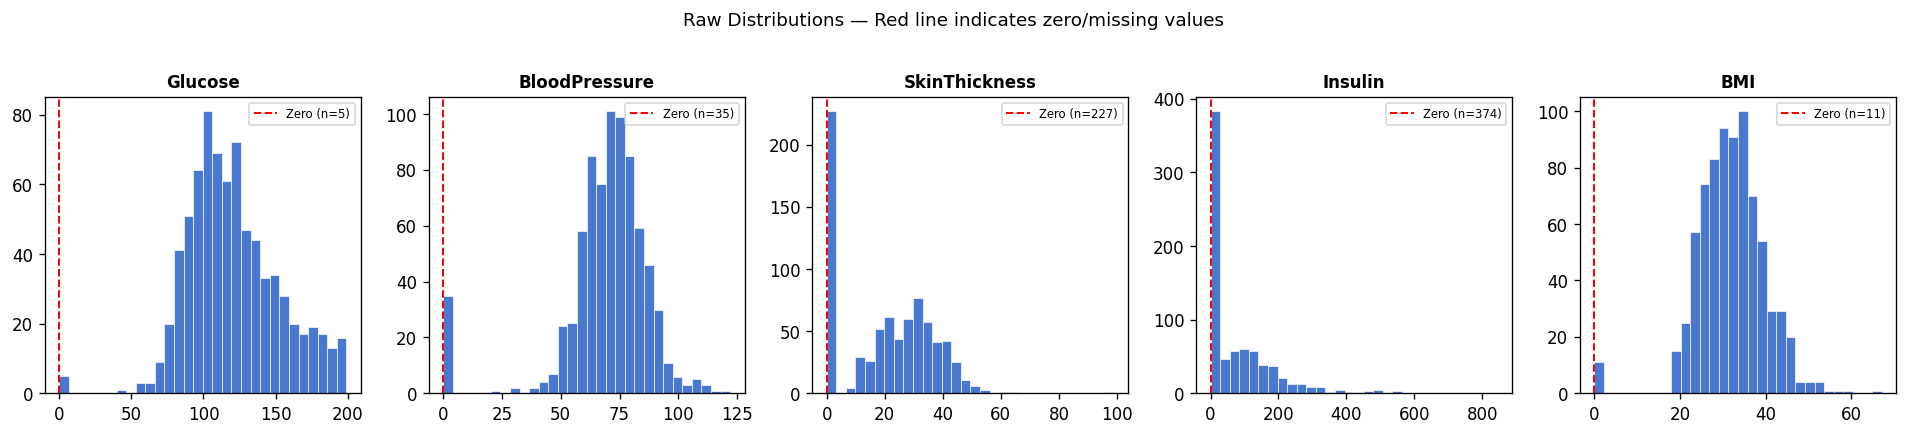 Raw Distributions — Red line indicates zero/missing values
Glucose
Zero (n=5)
80
60
40
20
0
0 50 100 150 200
BloodPressure
Zero (n=35)
100
80
60
40
20
0
0 25 50 75 100 125
SkinThickness
Zero (n=227)
200
150
100
50
0
0 20 40 60 80 100
Insulin
Zero (n=374)
400
300
200
100
0
0 200 400 600 800
BMI
Zero (n=11)
100
80
60
40
20
0
0 20 40 60